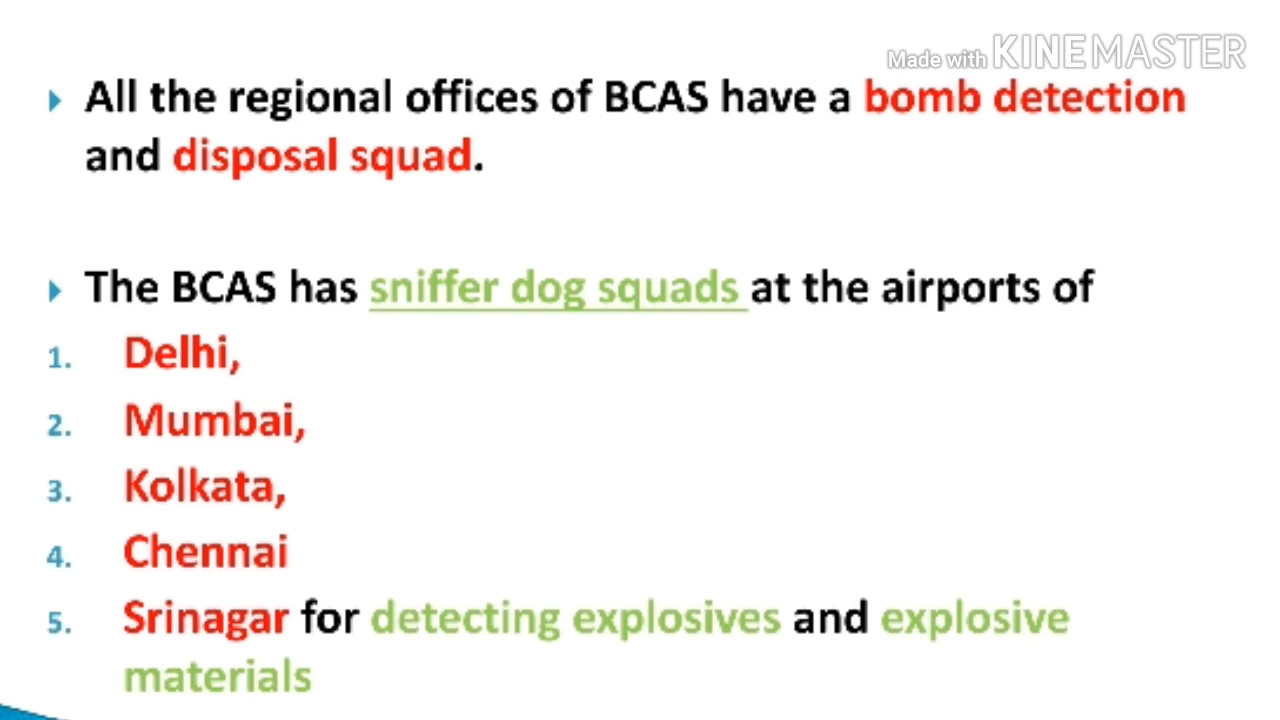 Made with KINEMASTER
All the regional offices of BCAS have a bomb detection
and disposal squad.
The BCAS has sniffer dog squads at the airports of
1. Delhi,
2. Mumbai,
3. Kolkata,
4. Chennai
5. Srinagar for detecting explosives and explosive
materials